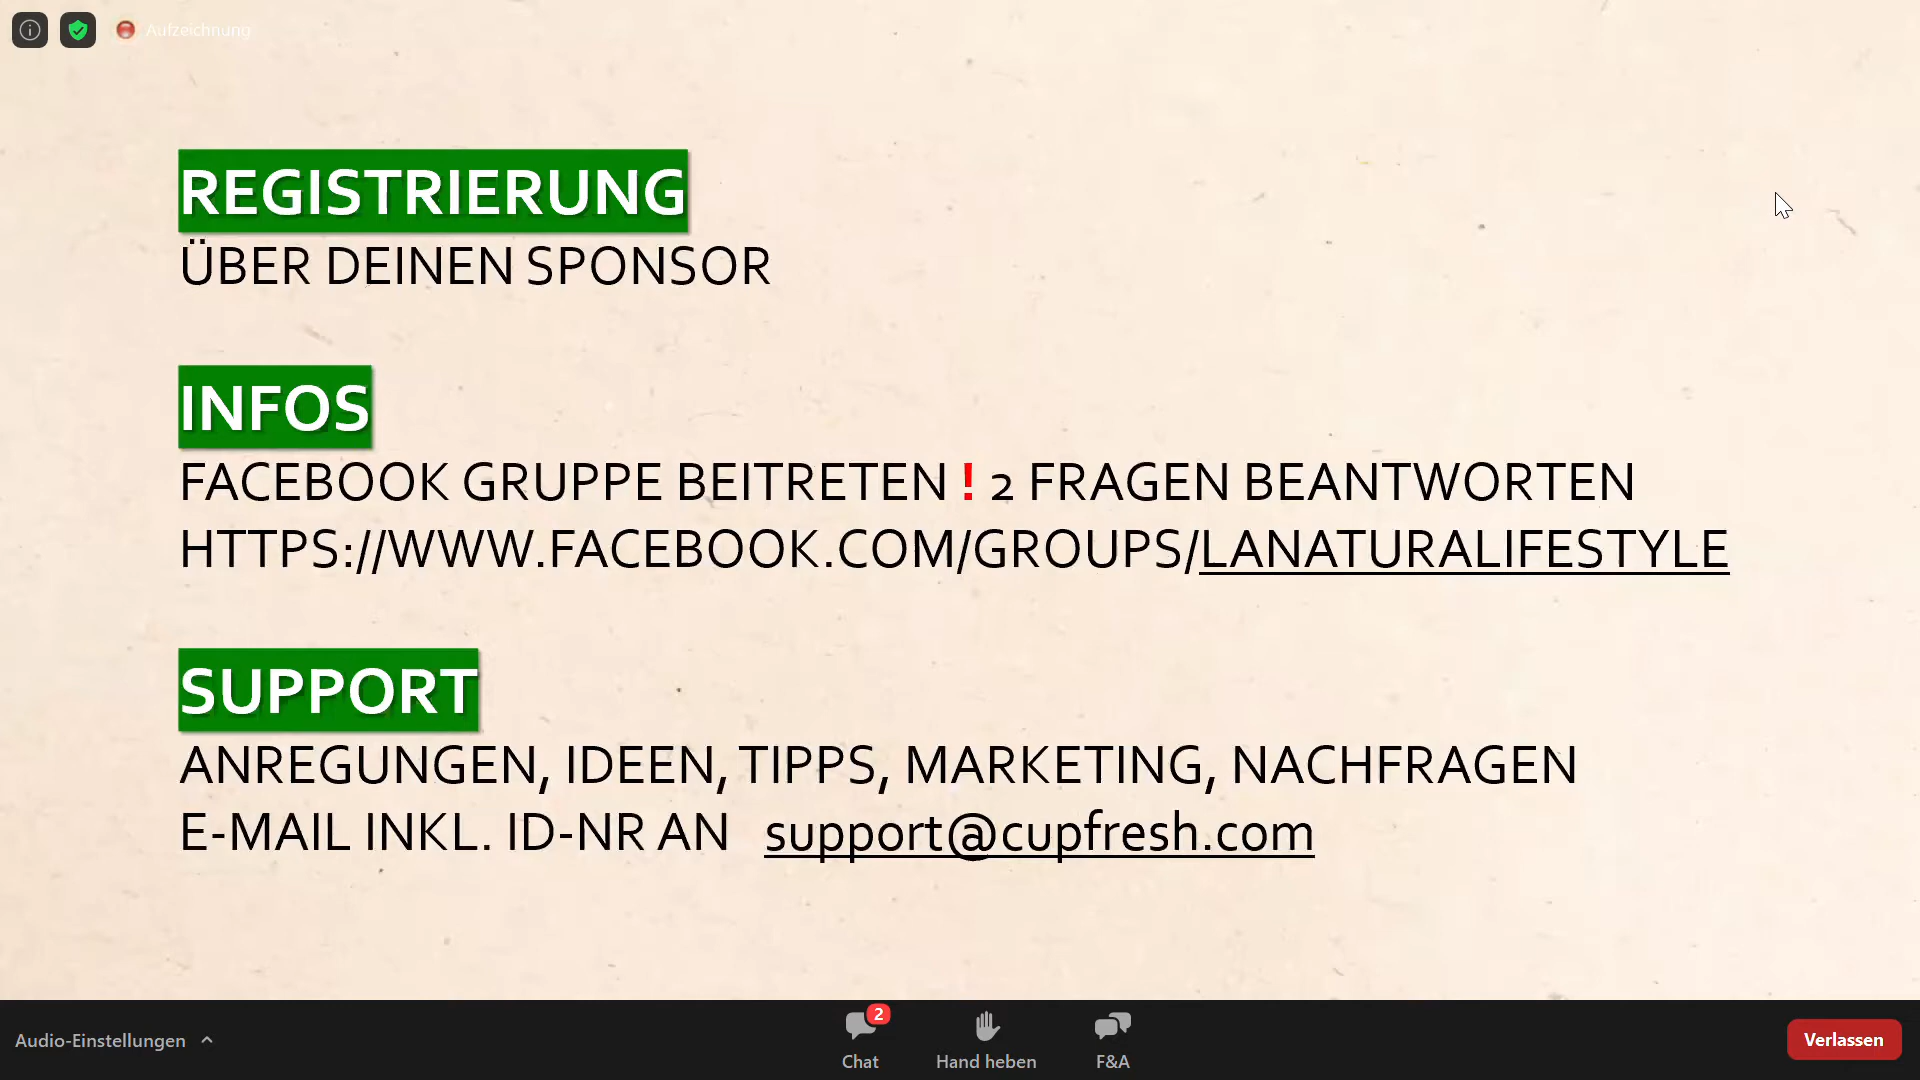 Aufzeichnung
REGISTRIERUNG
ÜBER DEINEN SPONSOR
INFOS
FACEBOOK GRUPPE BEITRETEN ! 2 FRAGEN BEANTWORTEN
HTTPS://WWW.FACEBOOK.COM/GROUPS/LANATURALIFESTYLE
SUPPORT
ANREGUNGEN, IDEEN, TIPPS, MARKETING, NACHFRAGEN
E-MAIL INKL. ID-NR AN support@cupfresh.com
Audio-Einstellungen
2
Chat
Hand heben
F&A
Verlassen